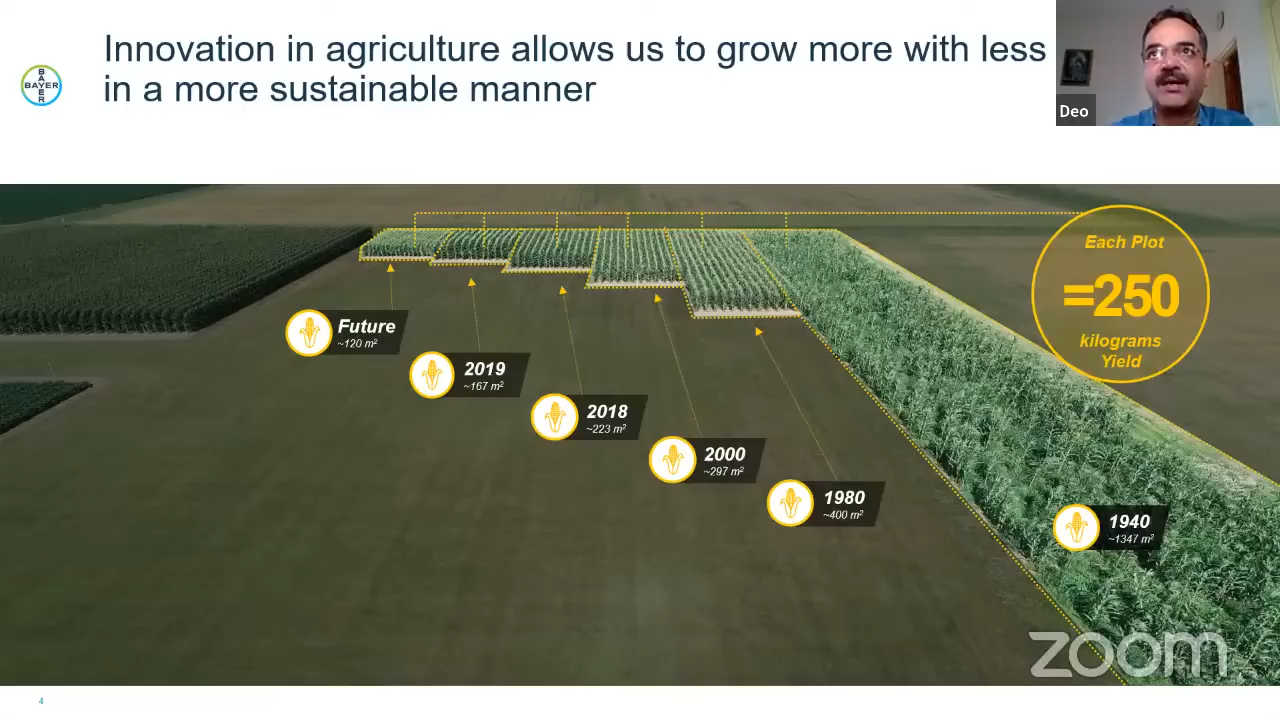 Innovation in agriculture allows us to grow more with less
in a more sustainable manner
BAYER
BAYER
Deo
Each Plot
=250
kilograms
Yield
Future
~120 m²
2019
~167 m²
2018
~223 m²
2000
~297 m²
1980
~400 m²
1940
~1347 m²
zoom
4